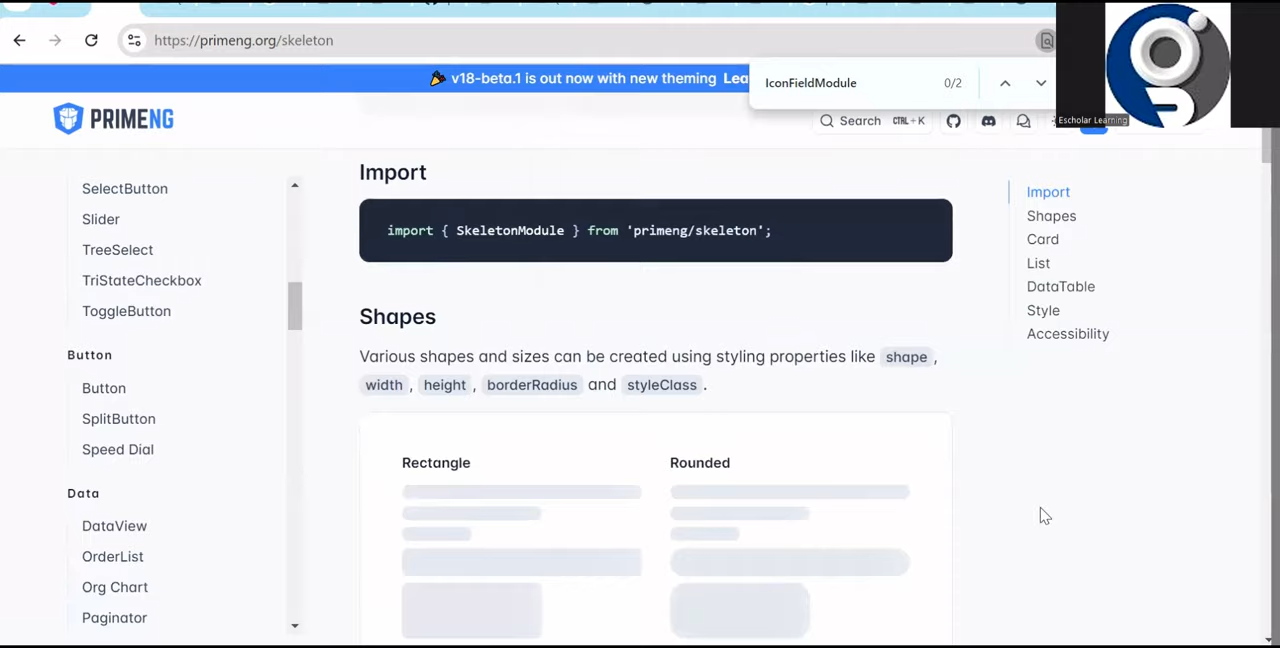 https://primeng.org/skeleton
🎉 v18-beta.1 is out now with new theming Lea
IconFieldModule 0/2
Escholar Learning
PRIMENG
Search CTRL+K
SelectButton
Slider
TreeSelect
TriStateCheckbox
ToggleButton
Button
Button
SplitButton
Speed Dial
Data
DataView
OrderList
Org Chart
Paginator
Import
import { SkeletonModule } from 'primeng/skeleton';
Shapes
Various shapes and sizes can be created using styling properties like shape ,
width , height , borderRadius and styleClass .
Rectangle Rounded
Import
Shapes
Card
List
DataTable
Style
Accessibility